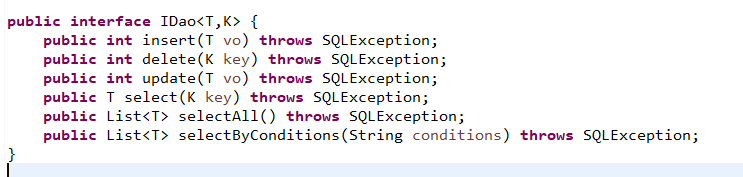 public interface IDao<T,K> {
    public int insert(T vo) throws SQLException;
    public int delete(K key) throws SQLException;
    public int update(T vo) throws SQLException;
    public T select(K key) throws SQLException;
    public List<T> selectAll() throws SQLException;
    public List<T> selectByConditions(String conditions) throws SQLException;
}